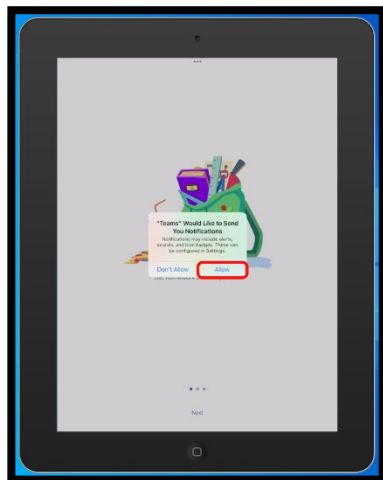 "Teams" Would Like to Send
You Notifications
Notifications may include alerts,
sounds, and icon badges. These can
be configured in Settings.
Don't Allow
Allow
Next